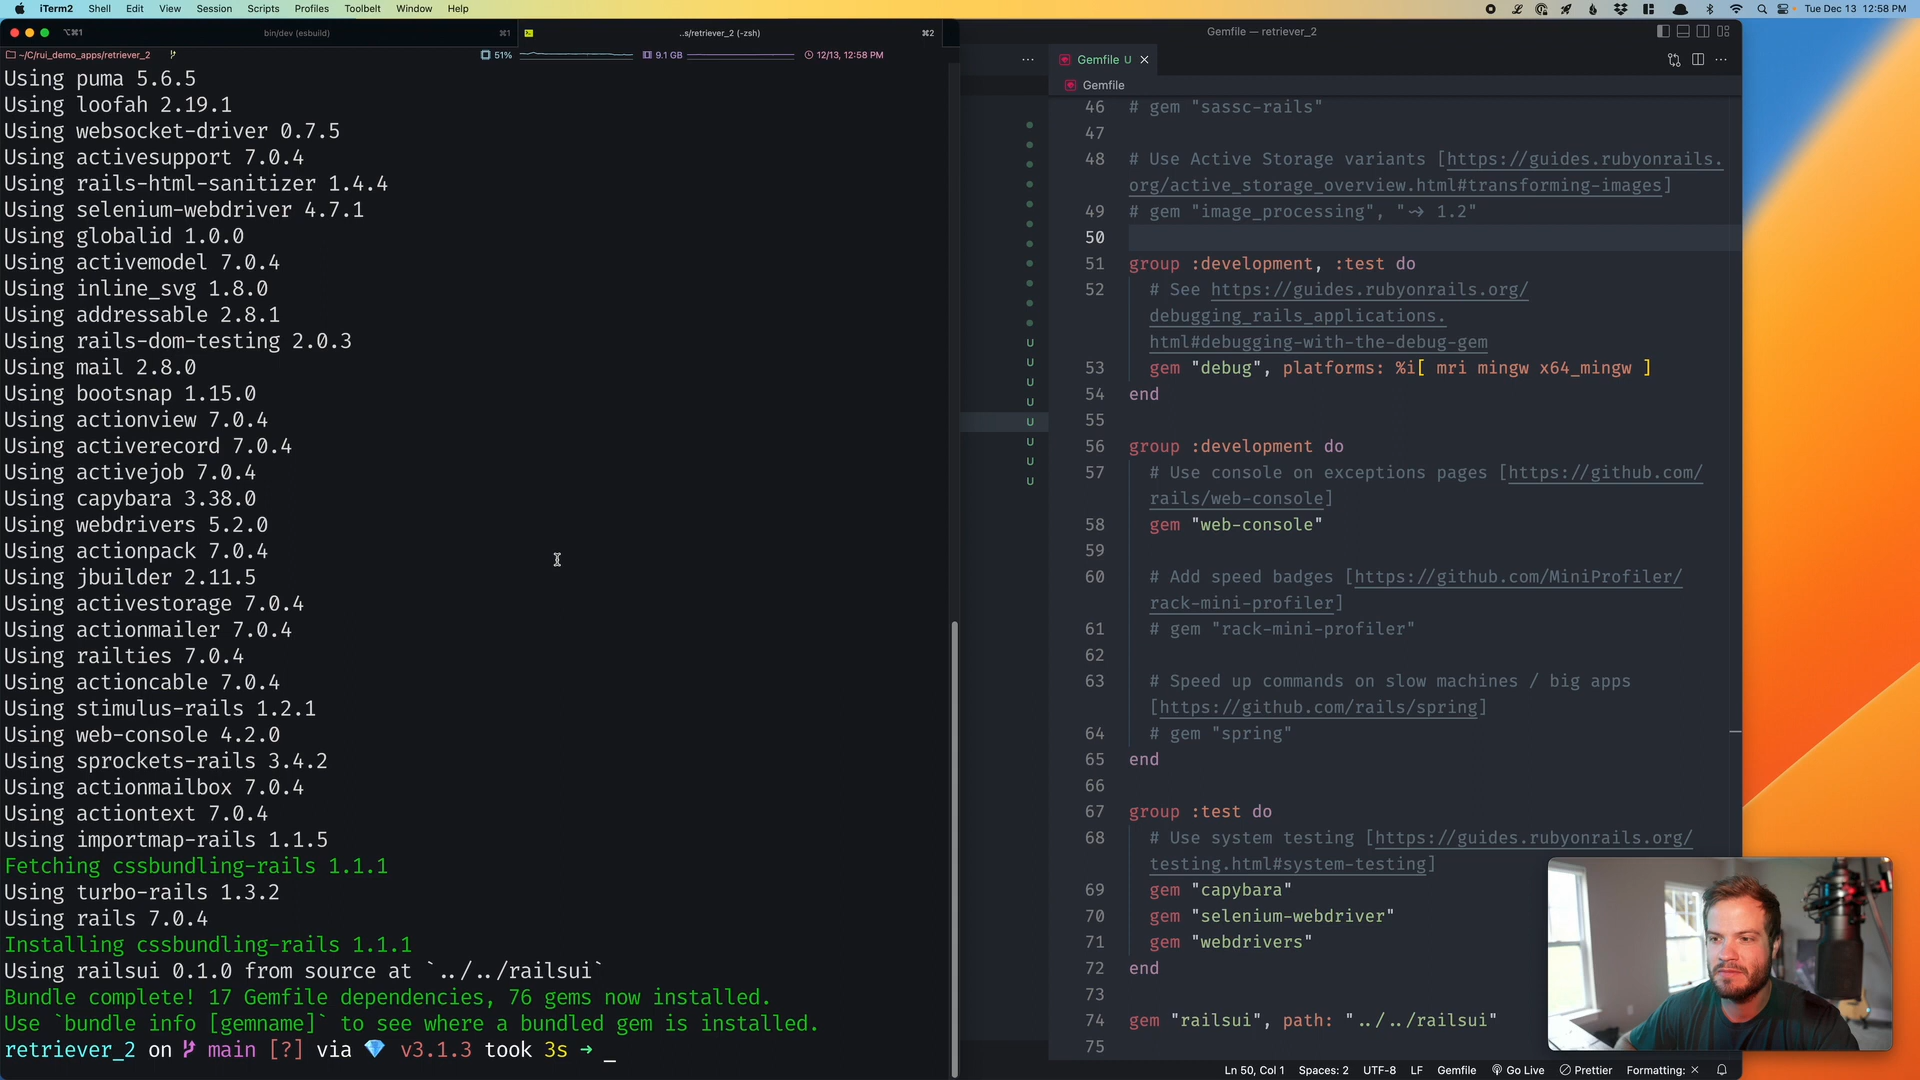 iTerm2 Shell Edit View Session Scripts Profiles Toolbelt Window Help
Tue Dec 13 12:58 PM
⌥⌘1 bin/dev (esbuild) ⌘1 ..s/retriever_2 (-zsh) ⌘2
~/C/rui_demo_apps/retriever_2 51% 9.1 GB 12/13, 12:58 PM
Using puma 5.6.5
Using loofah 2.19.1
Using websocket-driver 0.7.5
Using activesupport 7.0.4
Using rails-html-sanitizer 1.4.4
Using selenium-webdriver 4.7.1
Using globalid 1.0.0
Using activemodel 7.0.4
Using inline_svg 1.8.0
Using addressable 2.8.1
Using rails-dom-testing 2.0.3
Using mail 2.8.0
Using bootsnap 1.15.0
Using actionview 7.0.4
Using activerecord 7.0.4
Using activejob 7.0.4
Using capybara 3.38.0
Using webdrivers 5.2.0
Using actionpack 7.0.4
Using jbuilder 2.11.5
Using activestorage 7.0.4
Using actionmailer 7.0.4
Using railties 7.0.4
Using actioncable 7.0.4
Using stimulus-rails 1.2.1
Using web-console 4.2.0
Using sprockets-rails 3.4.2
Using actionmailbox 7.0.4
Using actiontext 7.0.4
Using importmap-rails 1.1.5
Fetching cssbundling-rails 1.1.1
Using turbo-rails 1.3.2
Using rails 7.0.4
Installing cssbundling-rails 1.1.1
Using railsui 0.1.0 from source at `../../railsui`
Bundle complete! 17 Gemfile dependencies, 76 gems now installed.
Use `bundle info [gemname]` to see where a bundled gem is installed.
retriever_2 on main [?] via 💎 v3.1.3 took 3s → _
Gemfile — retriever_2
Gemfile U ×
Gemfile
U
U
U
U
U
U
U
U
46 # gem "sassc-rails"
47
48 # Use Active Storage variants [https://guides.rubyonrails.
org/active_storage_overview.html#transforming-images]
49 # gem "image_processing", "~> 1.2"
50
51 group :development, :test do
52 # See https://guides.rubyonrails.org/
debugging_rails_applications.
html#debugging-with-the-debug-gem
53 gem "debug", platforms: %i[ mri mingw x64_mingw ]
54 end
55
56 group :development do
57 # Use console on exceptions pages [https://github.com/
rails/web-console]
58 gem "web-console"
59
60 # Add speed badges [https://github.com/MiniProfiler/
rack-mini-profiler]
61 # gem "rack-mini-profiler"
62
63 # Speed up commands on slow machines / big apps
[https://github.com/rails/spring]
64 # gem "spring"
65 end
66
67 group :test do
68 # Use system testing [https://guides.rubyonrails.org/
testing.html#system-testing]
69 gem "capybara"
70 gem "selenium-webdriver"
71 gem "webdrivers"
72 end
73
74 gem "railsui", path: "../../railsui"
75
Ln 50, Col 1 Spaces: 2 UTF-8 LF Gemfile Go Live Prettier Formatting: ×